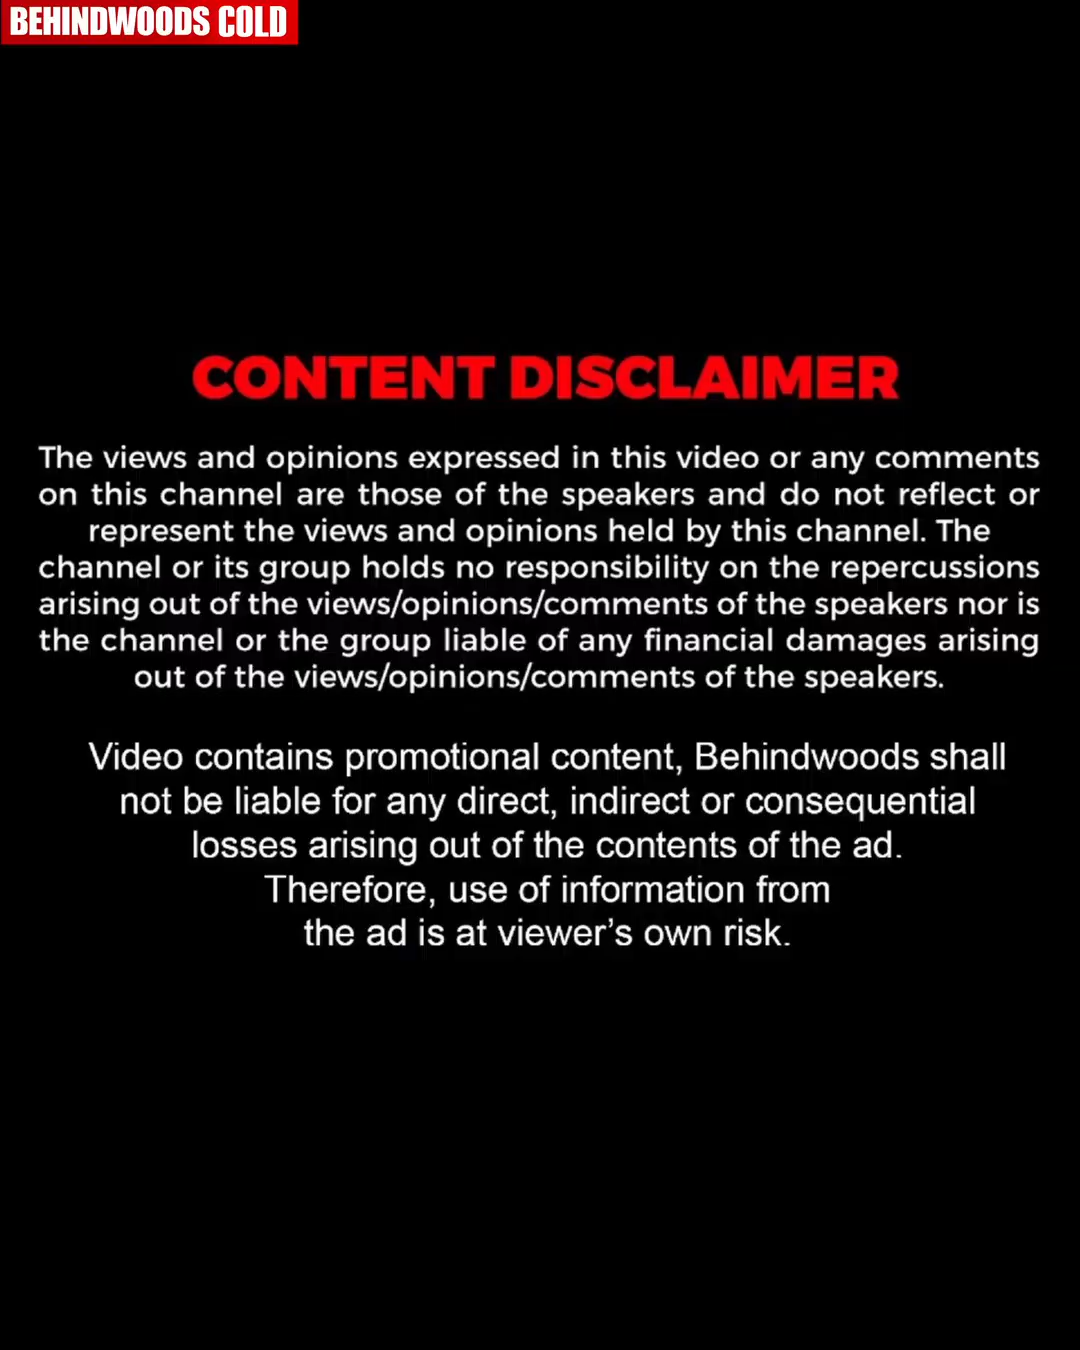 BEHINDWOODS COLD
CONTENT DISCLAIMER
The views and opinions expressed in this video or any comments
on this channel are those of the speakers and do not reflect or
represent the views and opinions held by this channel. The
channel or its group holds no responsibility on the repercussions
arising out of the views/opinions/comments of the speakers nor is
the channel or the group liable of any financial damages arising
out of the views/opinions/comments of the speakers.
Video contains promotional content, Behindwoods shall
not be liable for any direct, indirect or consequential
losses arising out of the contents of the ad.
Therefore, use of information from
the ad is at viewer’s own risk.